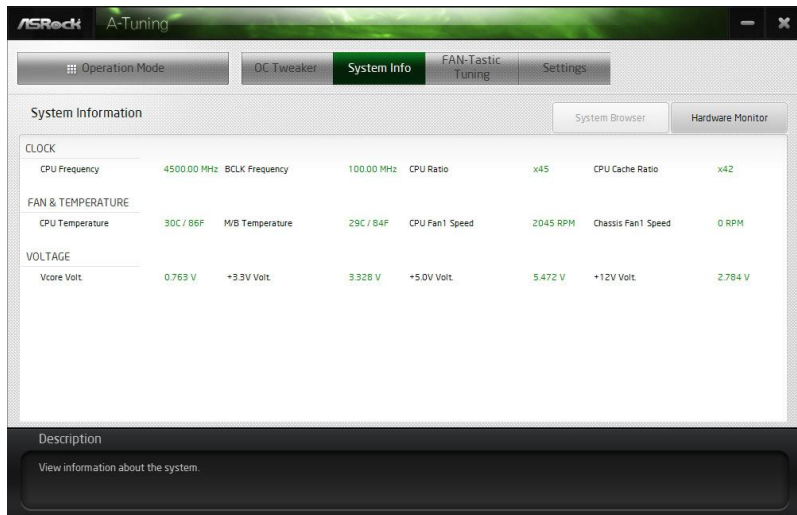 ASRock A-Tuning
Operation Mode OC Tweaker System Info FAN-Tastic
Tuning Settings
System Information System Browser Hardware Monitor
CLOCK
CPU Frequency 4500.00 MHz BCLK Frequency 100.00 MHz CPU Ratio x45 CPU Cache Ratio x42
FAN & TEMPERATURE
CPU Temperature 30C / 86F M/B Temperature 29C / 84F CPU Fan1 Speed 2045 RPM Chassis Fan1 Speed 0 RPM
VOLTAGE
Vcore Volt. 0.763 V +3.3V Volt. 3.328 V +5.0V Volt. 5.472 V +12V Volt. 2.784 V
Description
View information about the system.